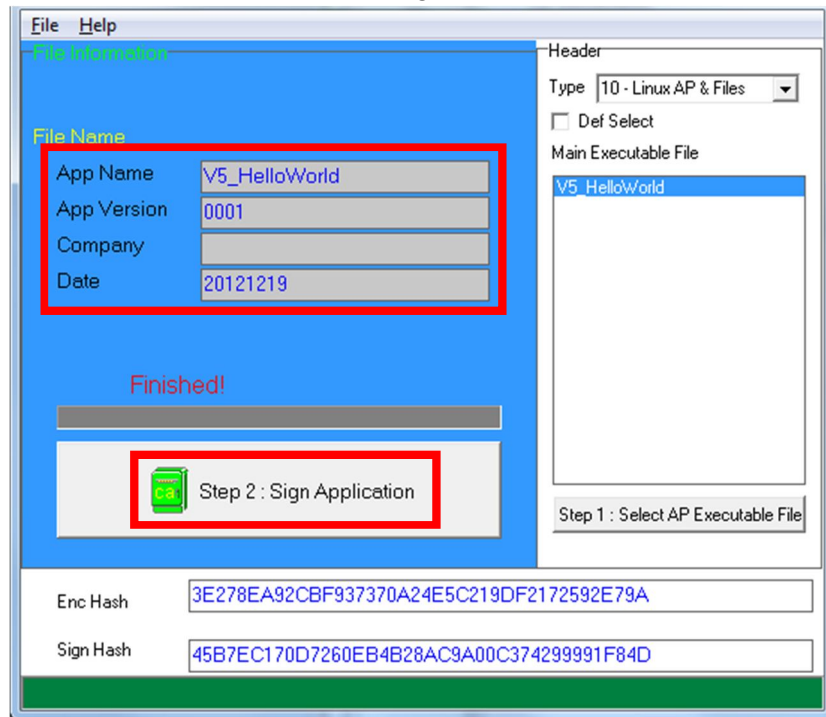 File Help
File Information
File Name
App Name V5_HelloWorld
App Version 0001
Company
Date 20121219
Finished!
ca
Step 2 : Sign Application
Header
Type 10 - Linux AP & Files
Def Select
Main Executable File
V5_HelloWorld
Step 1 : Select AP Executable File
Enc Hash 3E278EA92CBF937370A24E5C219DF2172592E79A
Sign Hash 45B7EC170D7260EB4B28AC9A00C374299991F84D